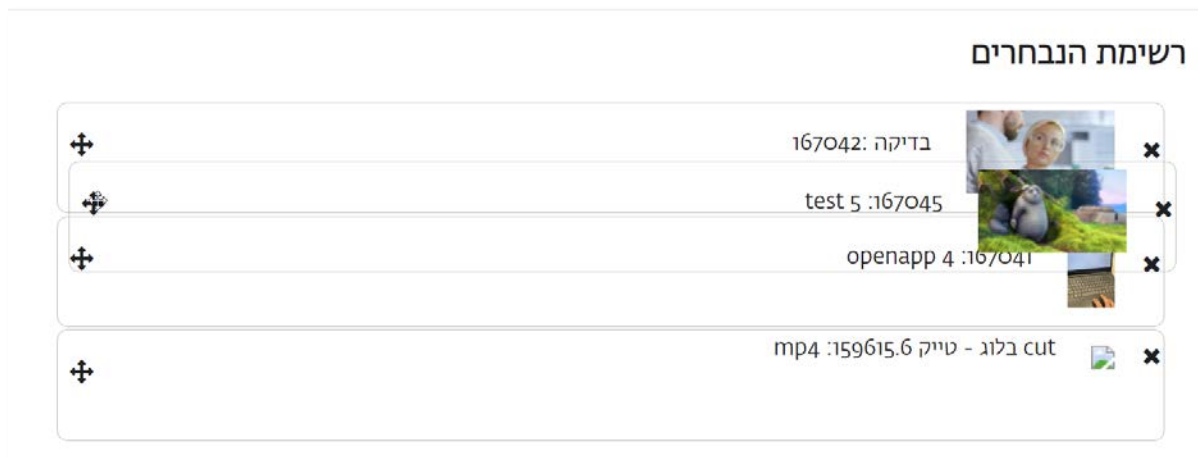 רשימת הנבחרים
בדיקה :167042
167045: test 5
167041: openapp 4
cut בלוג - טייק 159615.6: mp4